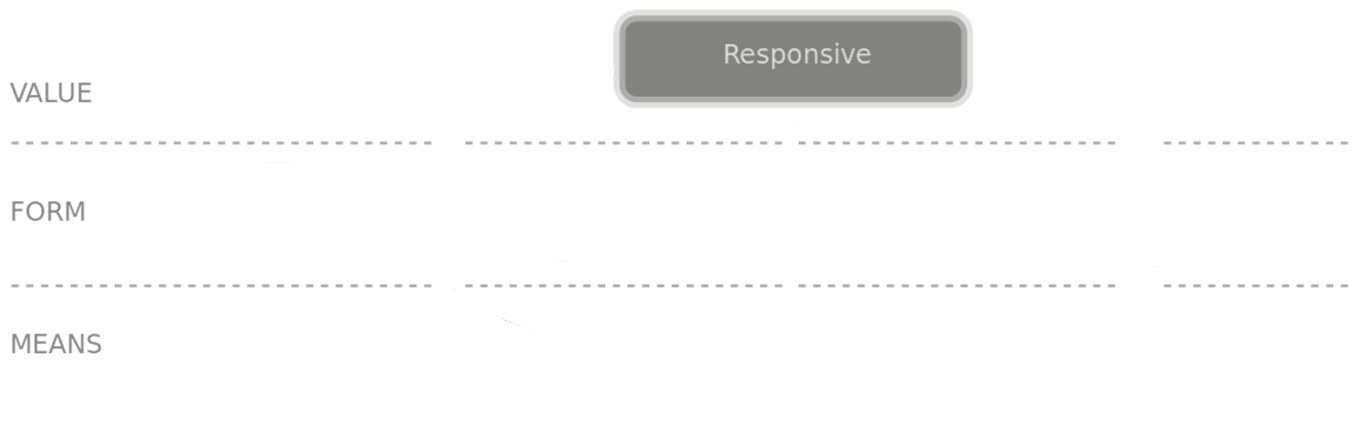 Responsive
VALUE
FORM
MEANS